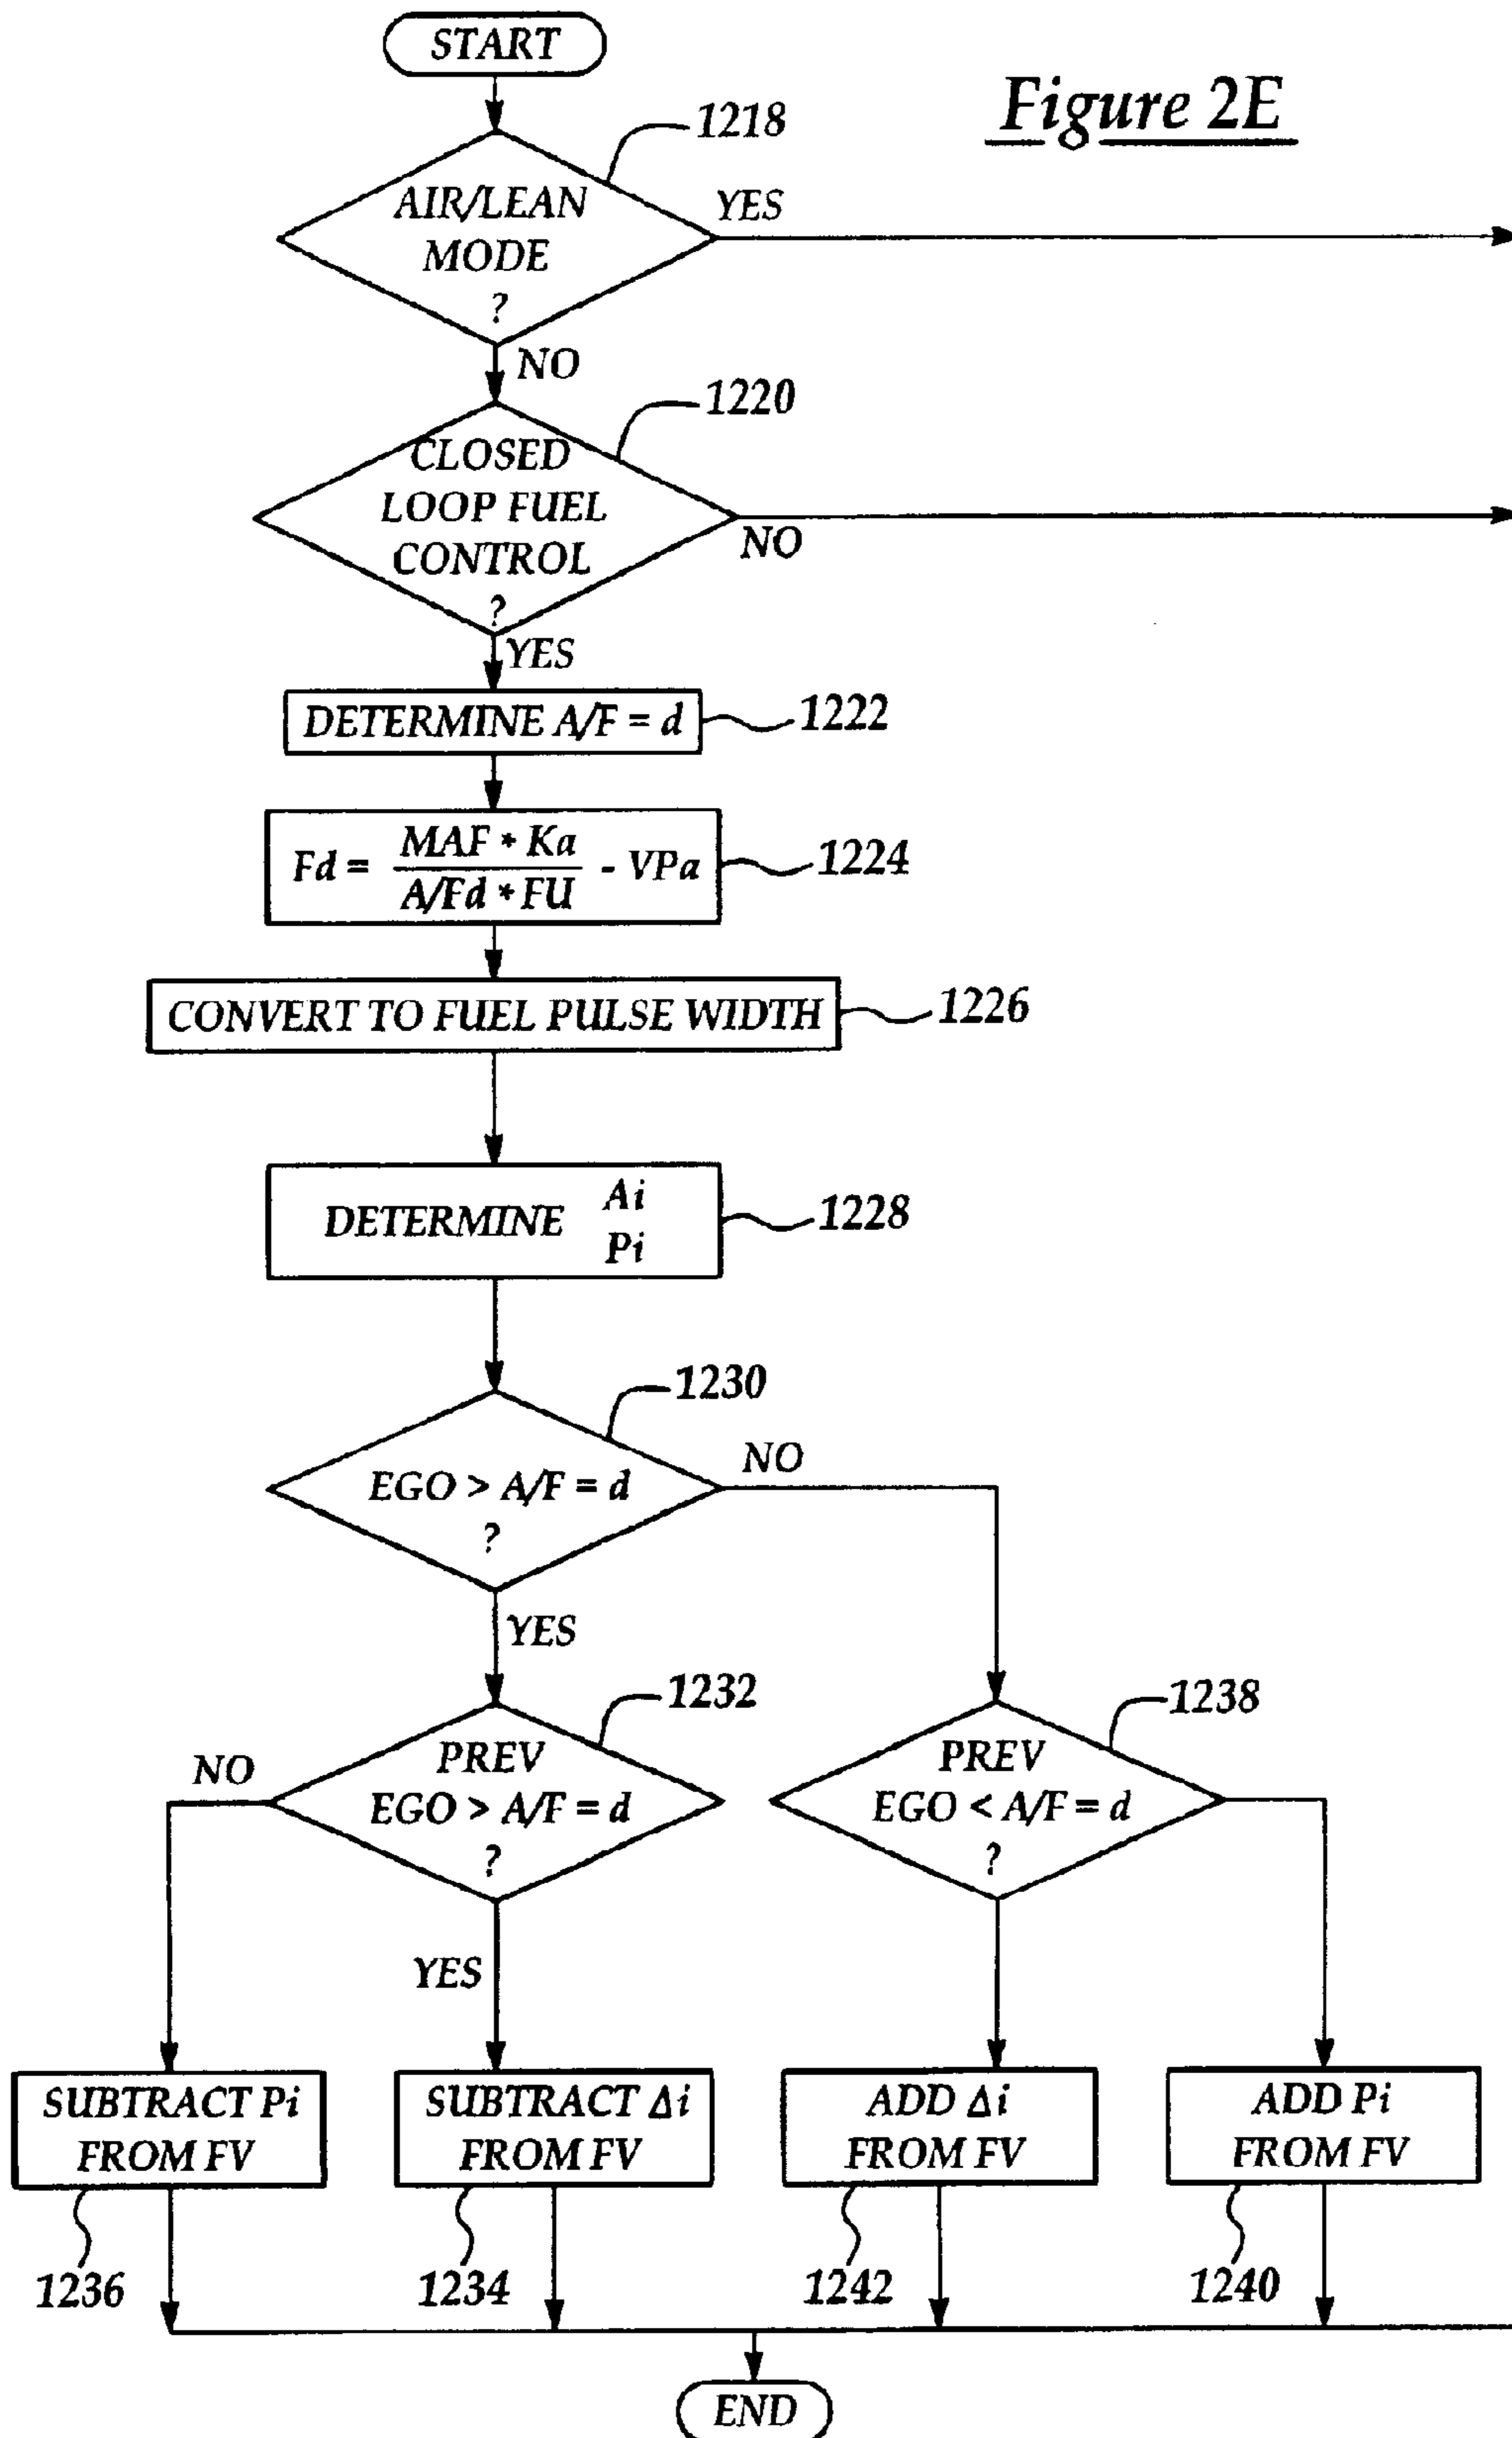 START
Figure 2E
1218
AIR/LEAN
MODE
?
YES
NO
1220
CLOSED
LOOP FUEL
CONTROL
?
NO
YES
DETERMINE A/F = d
1222
Fd = MAF * Ka / A/Fd * FU - VPa
1224
CONVERT TO FUEL PULSE WIDTH
1226
DETERMINE Ai
Pi
1228
1230
EGO > A/F = d
?
NO
YES
1232
PREV
EGO > A/F = d
?
NO
YES
1238
PREV
EGO < A/F = d
?
SUBTRACT Pi
FROM FV
SUBTRACT Δi
FROM FV
ADD Δi
FROM FV
ADD Pi
FROM FV
1236
1234
1242
1240
END